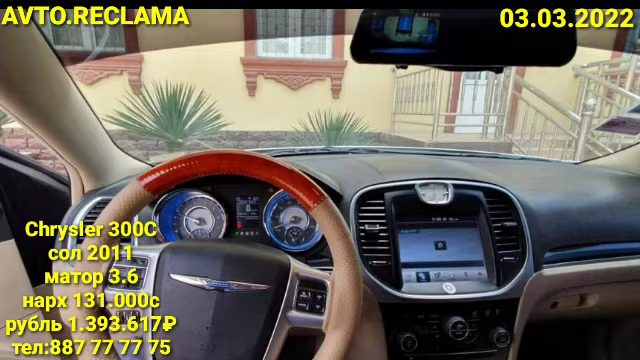 AVTO.RECLAMA
03.03.2022
Chrysler 300C
сол 2011
матор 3.6
нарх 131.000с
рубль 1.393.617₽
тел:887 77 77 75